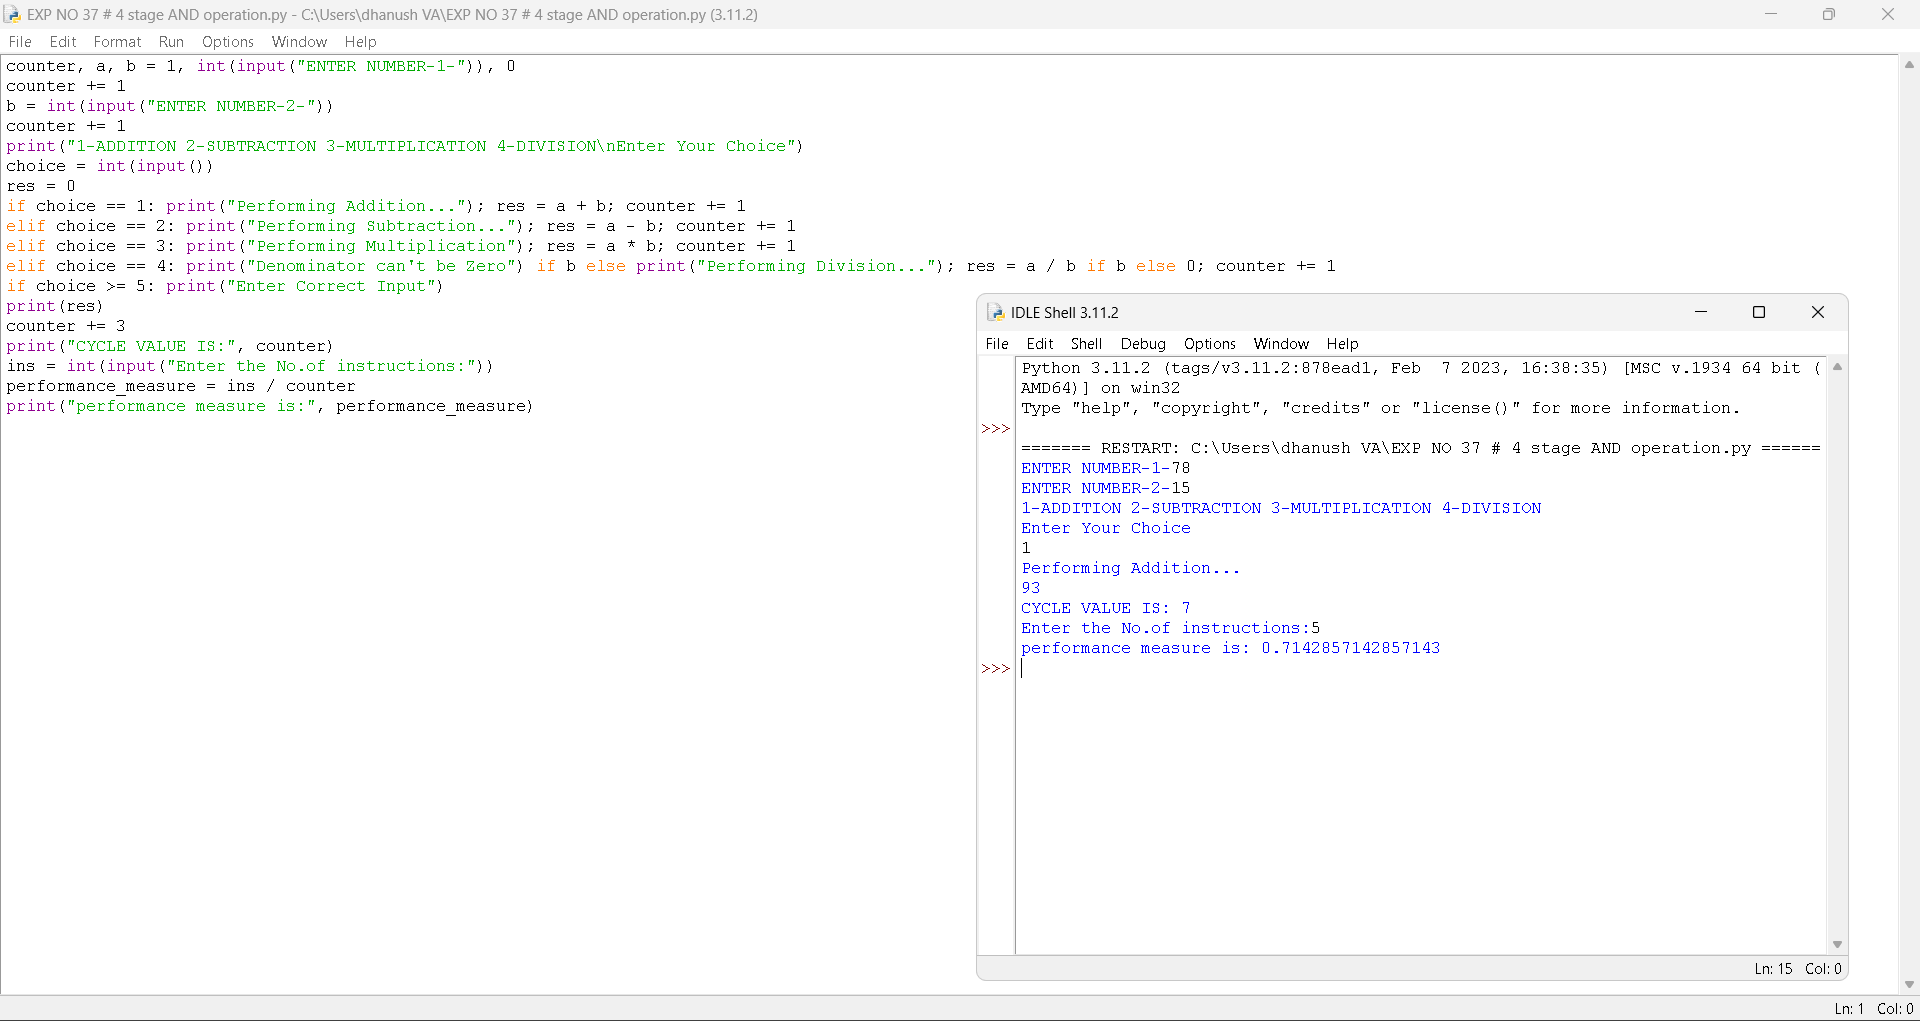 EXP NO 37 # 4 stage AND operation.py - C:\Users\dhanush VA\EXP NO 37 # 4 stage AND operation.py (3.11.2)
File Edit Format Run Options Window Help
counter, a, b = 1, int(input("ENTER NUMBER-1-")), 0
counter += 1
b = int(input("ENTER NUMBER-2-"))
counter += 1
print("1-ADDITION 2-SUBTRACTION 3-MULTIPLICATION 4-DIVISION\nEnter Your Choice")
choice = int(input())
res = 0
if choice == 1: print("Performing Addition..."); res = a + b; counter += 1
elif choice == 2: print("Performing Subtraction..."); res = a - b; counter += 1
elif choice == 3: print("Performing Multiplication"); res = a * b; counter += 1
elif choice == 4: print("Denominator can't be Zero") if b else print("Performing Division..."); res = a / b if b else 0; counter += 1
if choice >= 5: print("Enter Correct Input")
print(res)
counter += 3
print("CYCLE VALUE IS:", counter)
ins = int(input("Enter the No.of instructions:"))
performance_measure = ins / counter
print("performance measure is:", performance_measure)
IDLE Shell 3.11.2
File Edit Shell Debug Options Window Help
Python 3.11.2 (tags/v3.11.2:878ead1, Feb  7 2023, 16:38:35) [MSC v.1934 64 bit (
AMD64)] on win32
Type "help", "copyright", "credits" or "license()" for more information.
>>>
======= RESTART: C:\Users\dhanush VA\EXP NO 37 # 4 stage AND operation.py ======
ENTER NUMBER-1-78
ENTER NUMBER-2-15
1-ADDITION 2-SUBTRACTION 3-MULTIPLICATION 4-DIVISION
Enter Your Choice
1
Performing Addition...
93
CYCLE VALUE IS: 7
Enter the No.of instructions:5
performance measure is: 0.7142857142857143
>>>
Ln: 15 Col: 0
Ln: 1 Col: 0